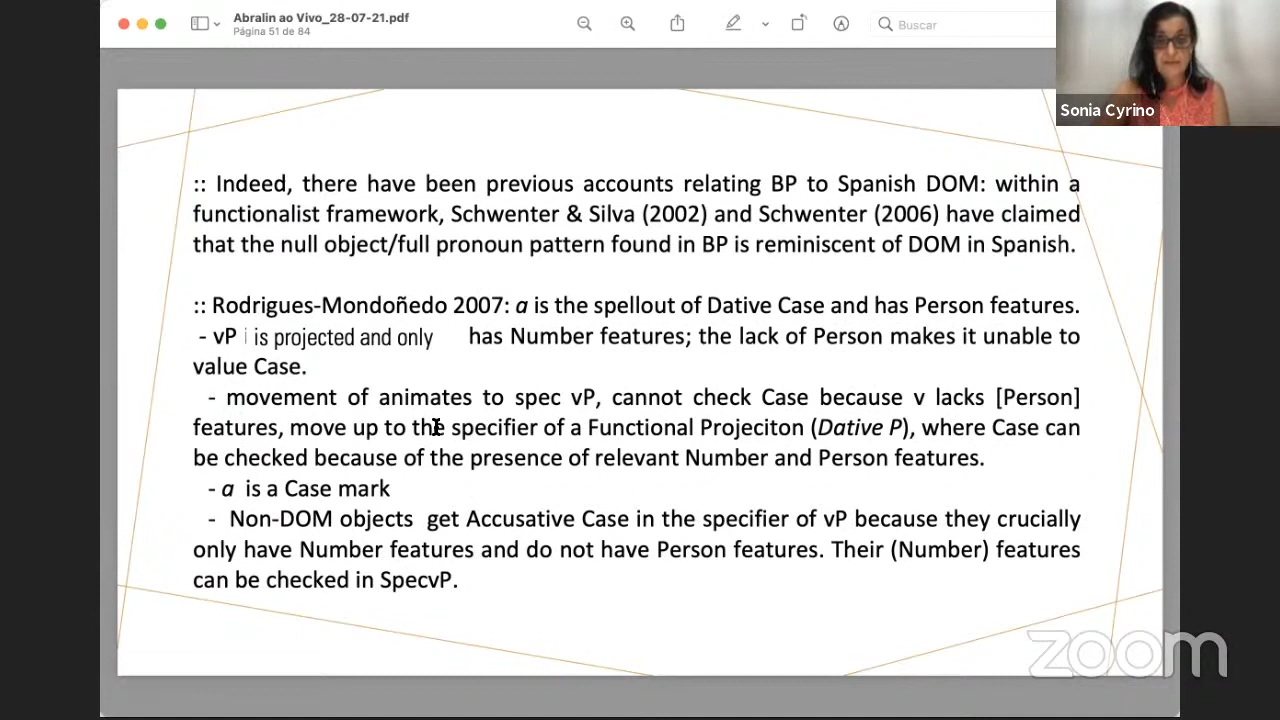 Abralin ao Vivo_28-07-21.pdf
Página 51 de 84
Buscar
Sonia Cyrino
:: Indeed, there have been previous accounts relating BP to Spanish DOM: within a
functionalist framework, Schwenter & Silva (2002) and Schwenter (2006) have claimed
that the null object/full pronoun pattern found in BP is reminiscent of DOM in Spanish.
:: Rodrigues-Mondoñedo 2007: a is the spellout of Dative Case and has Person features.
- vP is projected and only has Number features; the lack of Person makes it unable to
value Case.
- movement of animates to spec vP, cannot check Case because v lacks [Person]
features, move up to the specifier of a Functional Projeciton (Dative P), where Case can
be checked because of the presence of relevant Number and Person features.
- a is a Case mark
- Non-DOM objects get Accusative Case in the specifier of vP because they crucially
only have Number features and do not have Person features. Their (Number) features
can be checked in SpecvP.
zoom